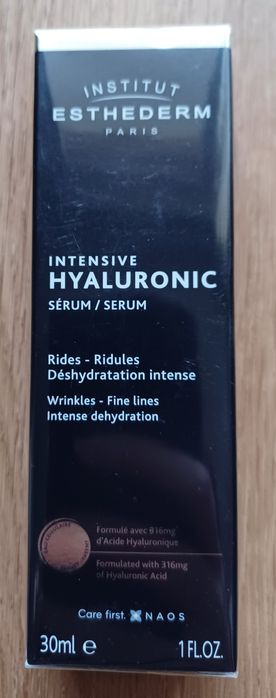 INSTITUT
ESTHEDERM
PARIS
INTENSIVE
HYALURONIC
SÉRUM / SERUM
Rides - Ridules
Déshydratation intense
Wrinkles - Fine lines
Intense dehydration
Formulé avec 316mg
d'Acide Hyaluronique
Formulated with 316mg
of Hyaluronic Acid
Care first. NAOS
30ml e 1 FL.OZ.